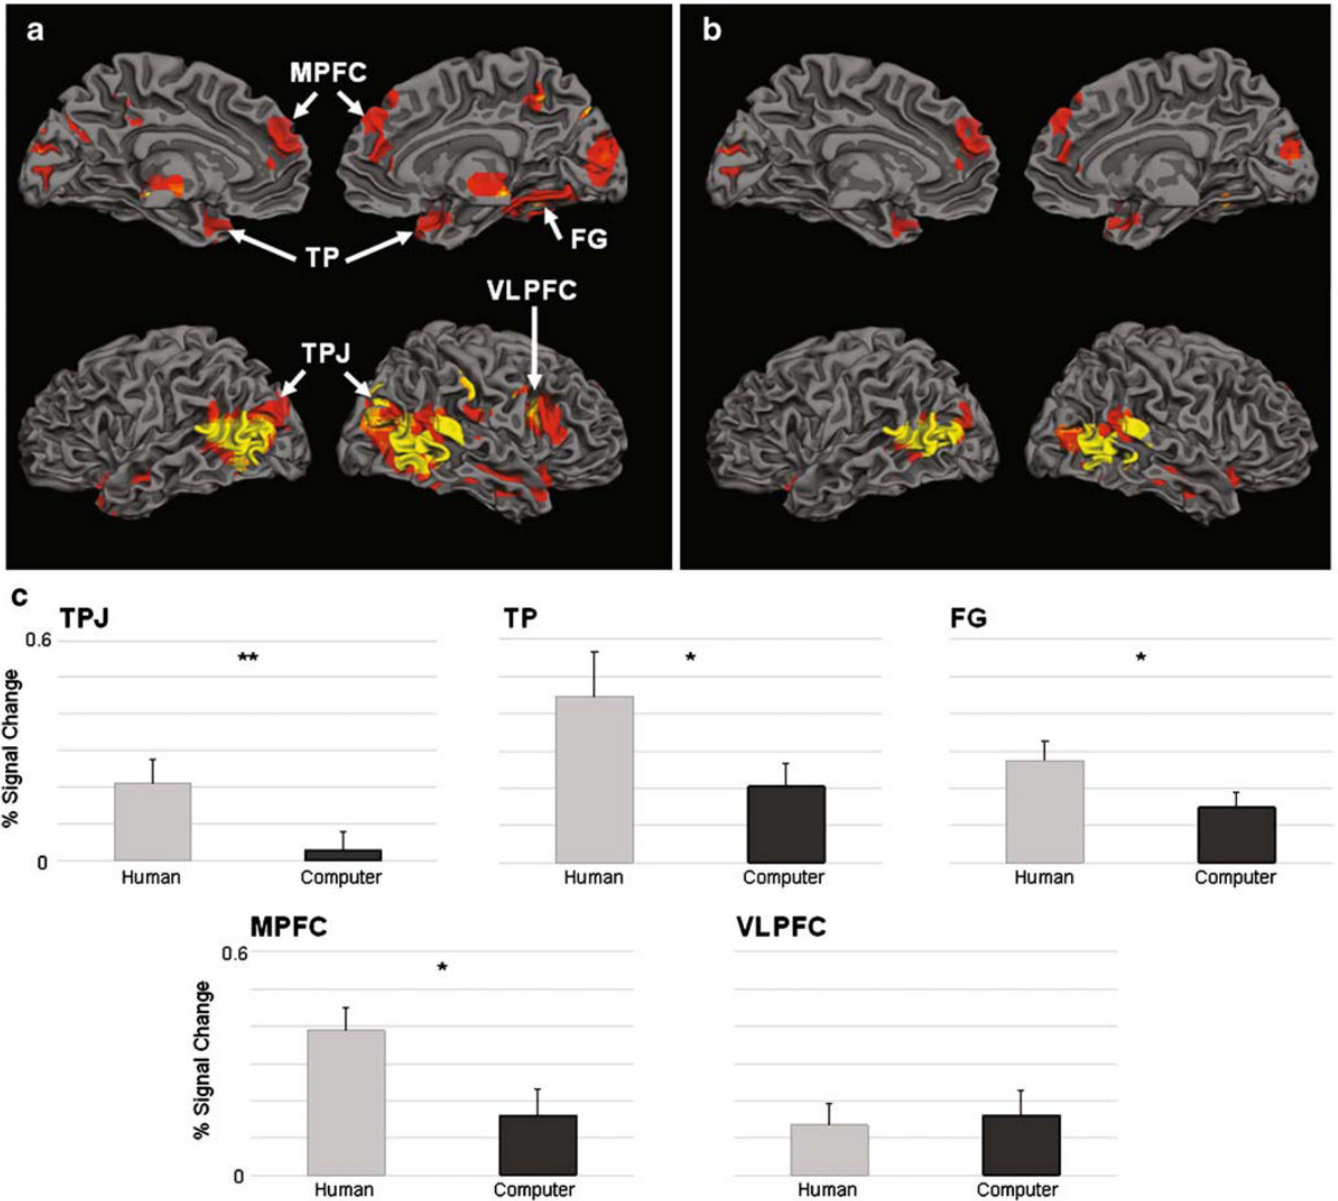 a
b
MPFC
TP
FG
VLPFC
TPJ
c
TPJ
TP
FG
0.6
**
*
*
% Signal Change
0
Human Computer
Human Computer
Human Computer
MPFC
VLPFC
0.6
*
% Signal Change
0
Human Computer
Human Computer